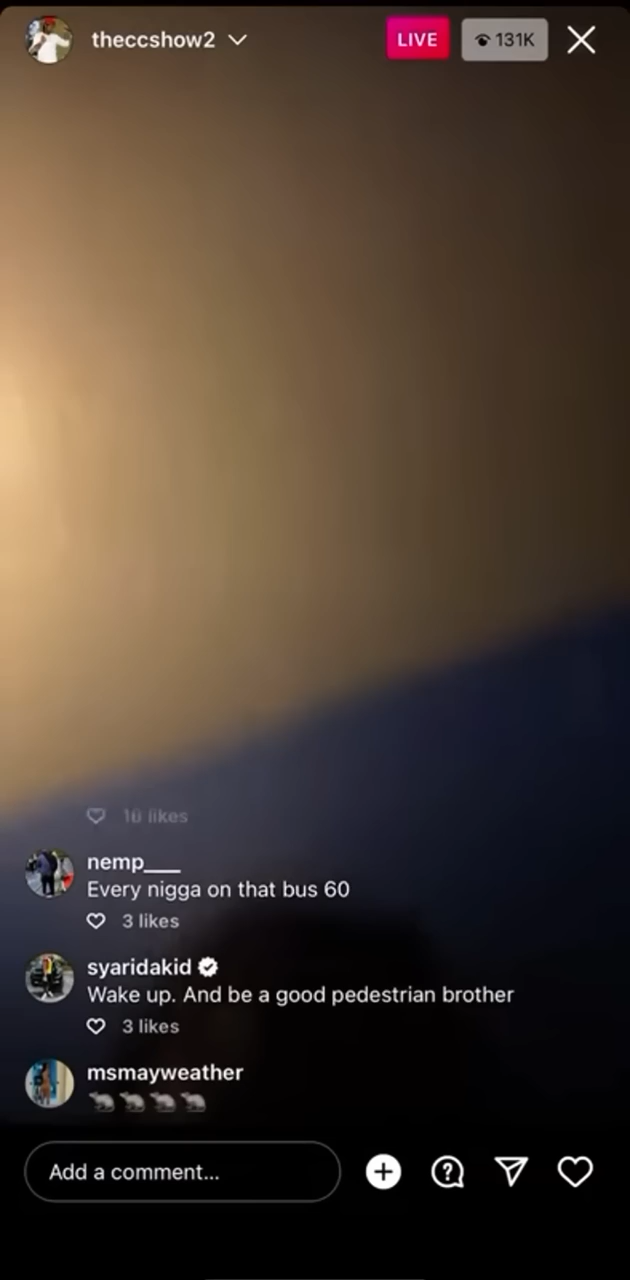 theccshow2
LIVE
131K
16 likes
nemp___
Every nigga on that bus 60
3 likes
syaridakid
Wake up. And be a good pedestrian brother
3 likes
msmayweather
🐀🐀🐀🐀
Add a comment...